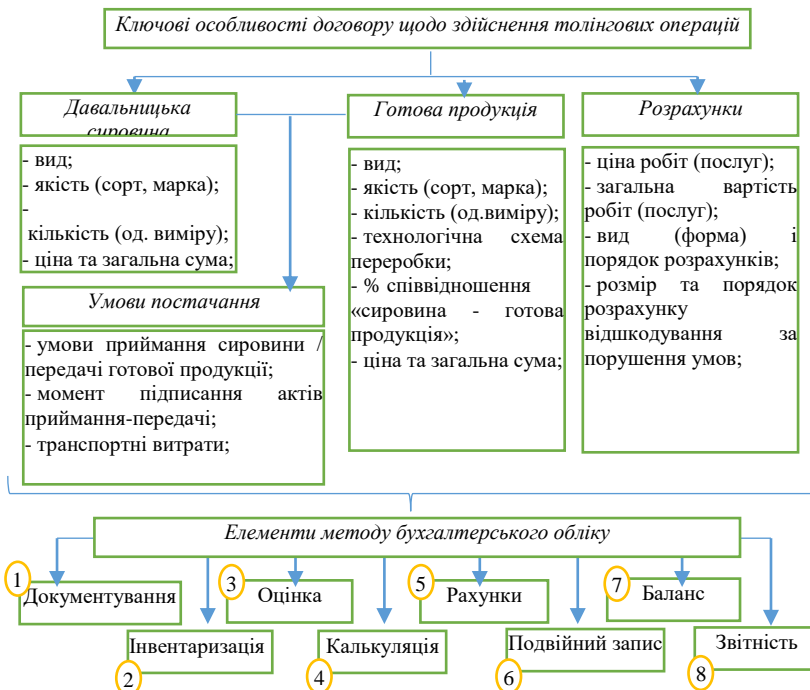 Ключові особливості договору щодо здійснення толінгових операцій
Давальницька
сировина
- вид;
- якість (сорт, марка);
-
кількість (од. виміру);
- ціна та загальна сума;
Умови постачання
- умови приймання сировини /
передачі готової продукції;
- момент підписання актів
приймання-передачі;
- транспортні витрати;
Готова продукція
- вид;
- якість (сорт, марка);
- кількість (од.виміру);
- технологічна схема
переробки;
- % співвідношення
«сировина - готова
продукція»;
- ціна та загальна сума;
Розрахунки
- ціна робіт (послуг);
- загальна вартість
робіт (послуг);
- вид (форма) і
порядок розрахунків;
- розмір та порядок
розрахунку
відшкодування за
порушення умов;
Елементи методу бухгалтерського обліку
1
Документування
Інвентаризація
2
3
Оцінка
Калькуляція
4
5
Рахунки
Подвійний запис
6
7
Баланс
Звітність
8